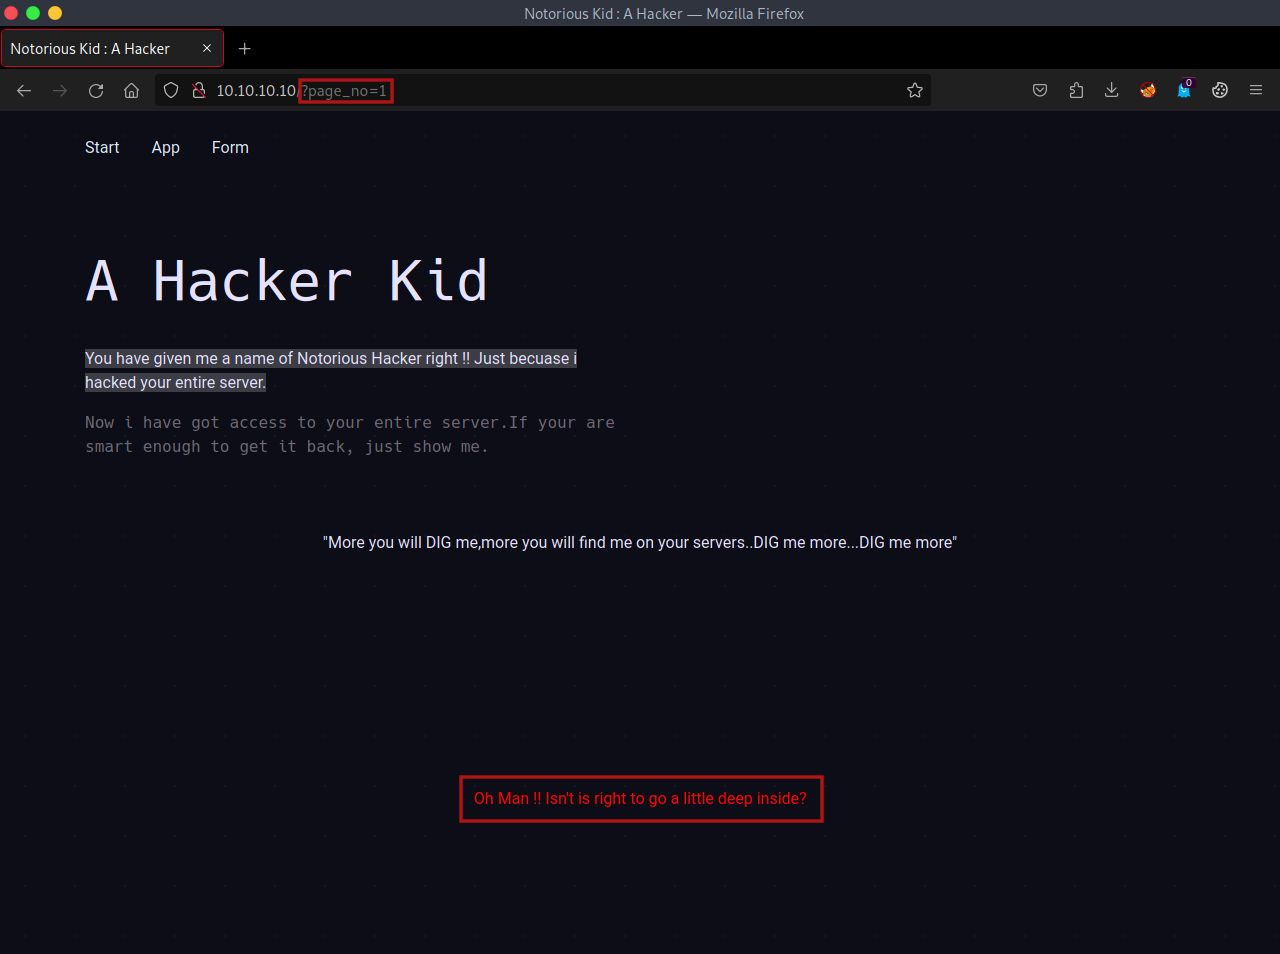 Notorious Kid : A Hacker — Mozilla Firefox
Notorious Kid : A Hacker
10.10.10.10/?page_no=1
0
Start App Form
A Hacker Kid
You have given me a name of Notorious Hacker right !! Just becuase i
hacked your entire server.
Now i have got access to your entire server.If your are
smart enough to get it back, just show me.
"More you will DIG me,more you will find me on your servers..DIG me more...DIG me more"
Oh Man !! Isn't is right to go a little deep inside?